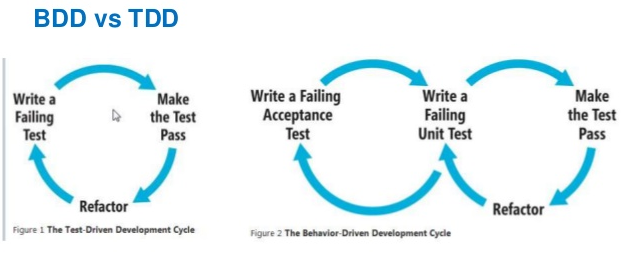 BDD vs TDD
Write a
Failing
Test
Make
the Test
Pass
Refactor
Figure 1 The Test-Driven Development Cycle
Write a Failing
Acceptance
Test
Write a
Failing
Unit Test
Make
the Test
Pass
Refactor
Figure 2 The Behavior-Driven Development Cycle